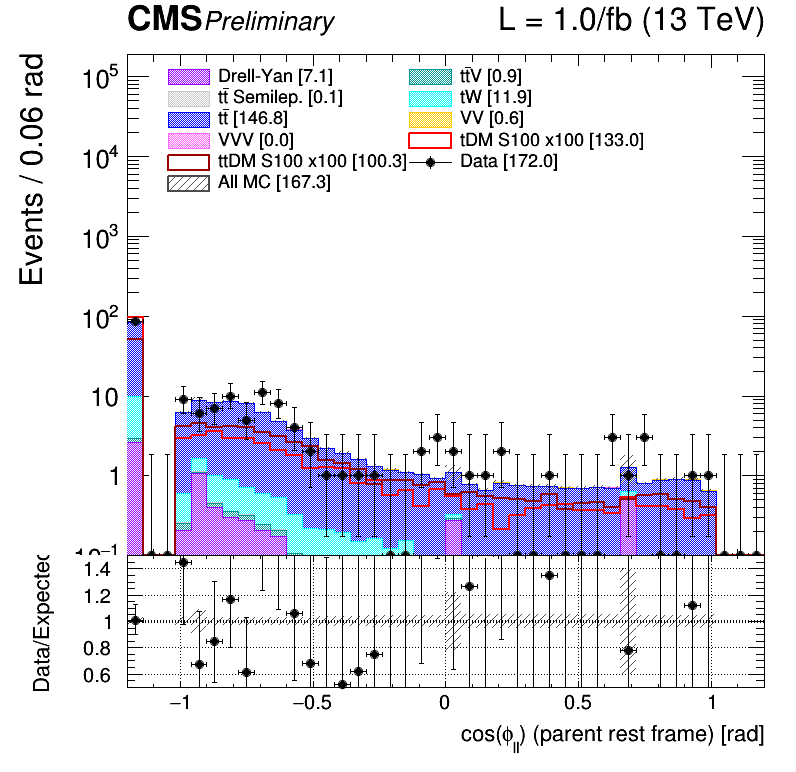 CMS Preliminary L = 1.0/fb (13 TeV)
Events / 0.06 rad
10⁵
10⁴
10³
10²
10
1
10⁻¹
Drell-Yan [7.1]
tt̄ Semilep. [0.1]
tt̄ [146.8]
VVV [0.0]
ttDM S100 x100 [100.3]
All MC [167.3]
tt̄V [0.9]
tW [11.9]
VV [0.6]
tDM S100 x100 [133.0]
Data [172.0]
Data/Expected
1.4
1.2
1
0.8
0.6
−1 −0.5 0 0.5 1
cos(ϕ_ll) (parent rest frame) [rad]